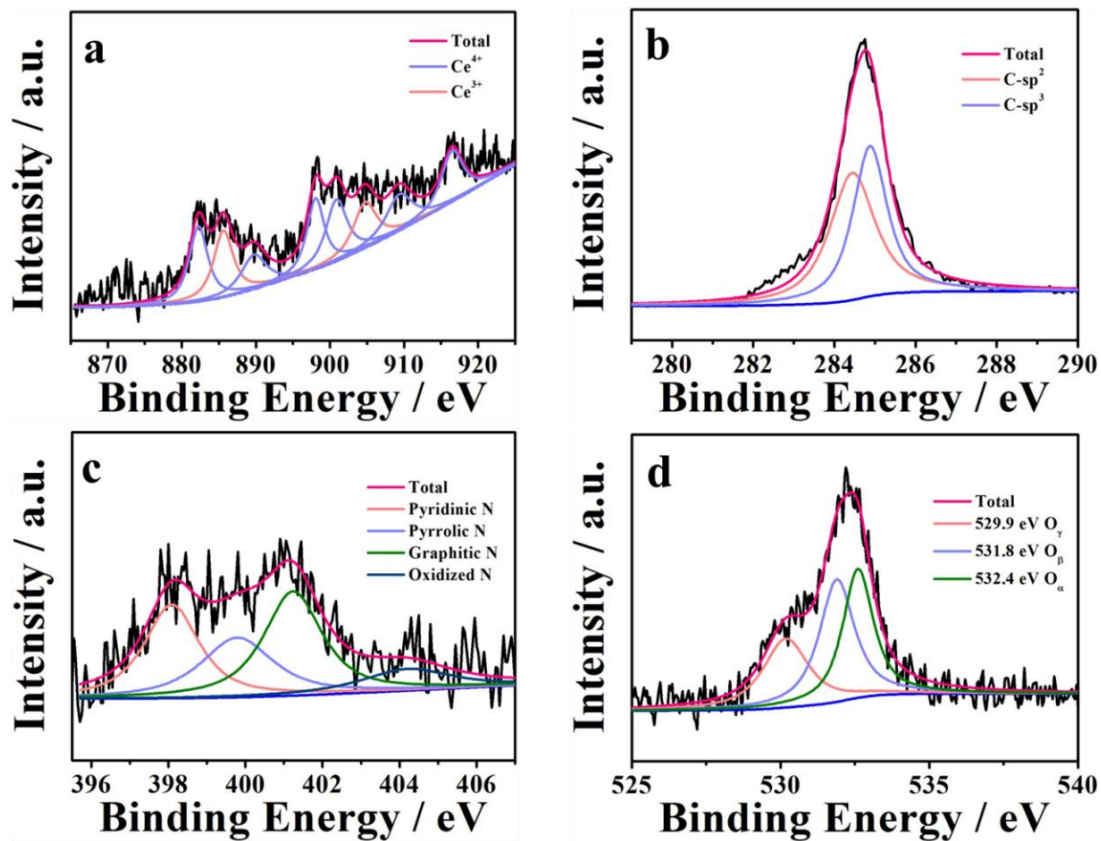 a
Total
Ce⁴⁺
Ce³⁺
Intensity / a.u.
870 880 890 900 910 920
Binding Energy / eV
b
Total
C-sp²
C-sp³
Intensity / a.u.
280 282 284 286 288 290
Binding Energy / eV
c
Total
Pyridinic N
Pyrrolic N
Graphitic N
Oxidized N
Intensity / a.u.
396 398 400 402 404 406
Binding Energy / eV
d
Total
529.9 eV Oᵧ
531.8 eV Oᵦ
532.4 eV Oα
Intensity / a.u.
525 530 535 540
Binding Energy / eV